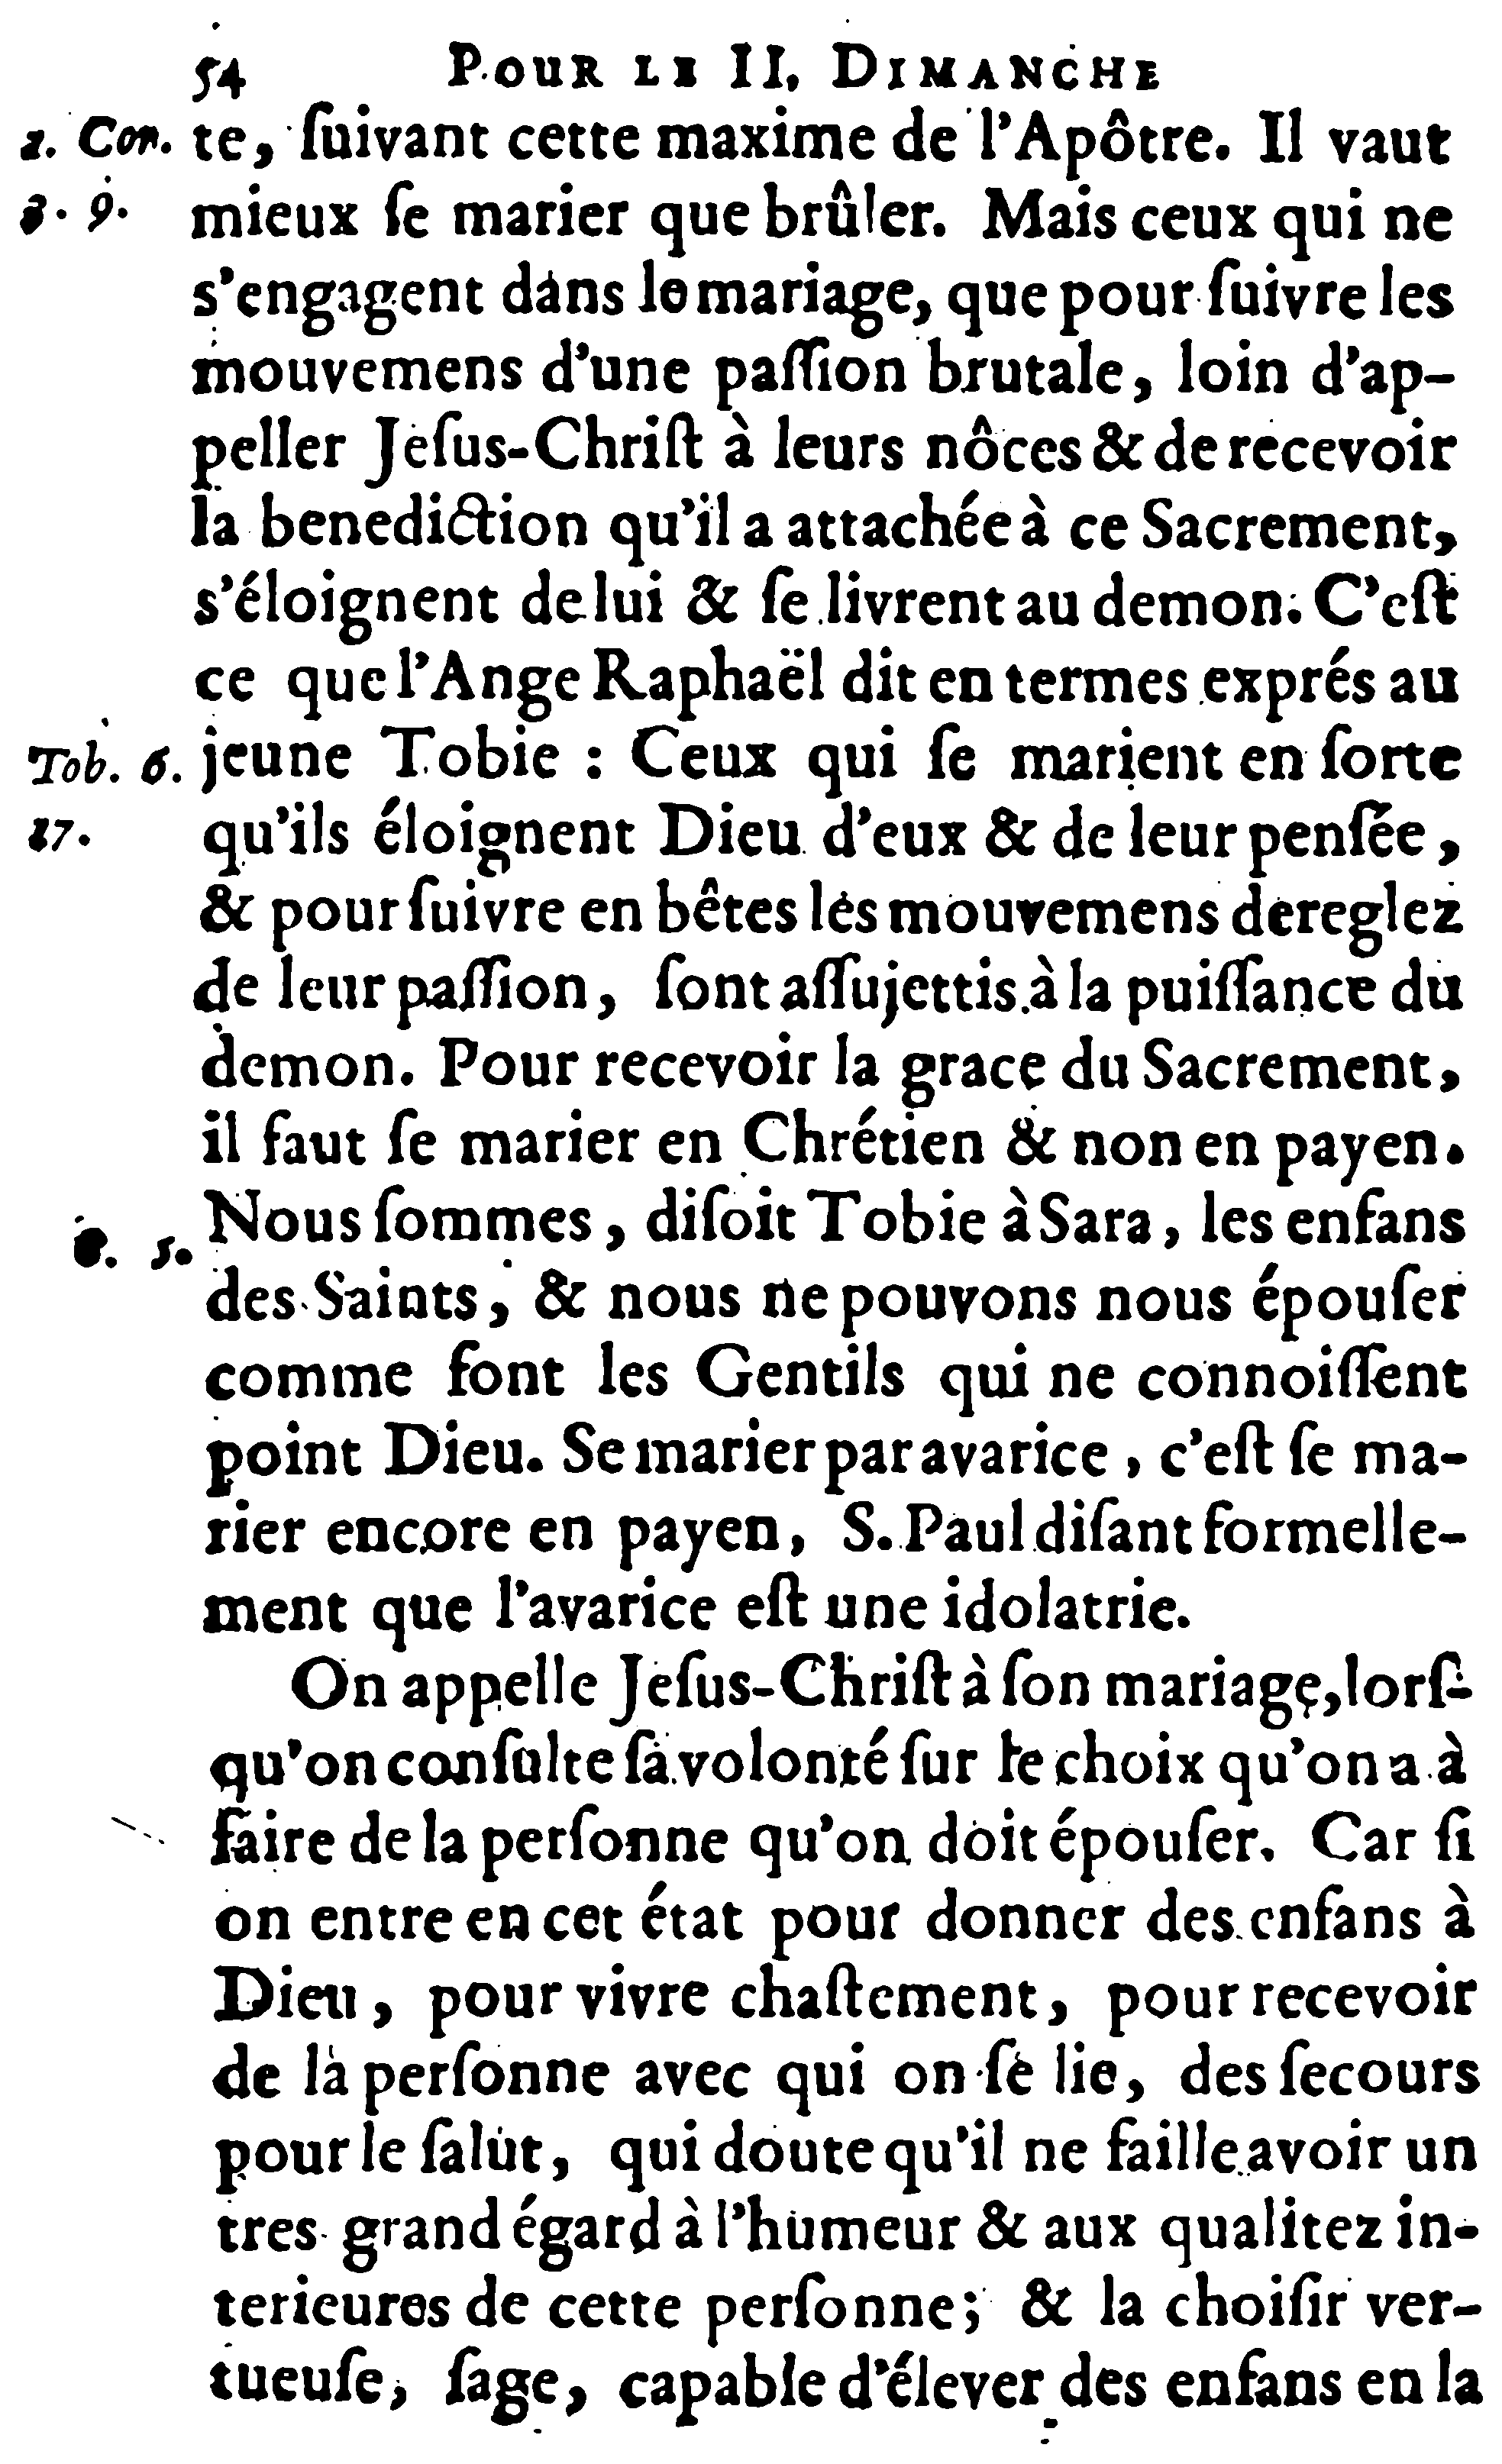 54 POUR LE II. DIMANCHE
1. Cor. te, ſuivant cette maxime de l'Apôtre. Il vaut
9. mieux ſe marier que brûler. Mais ceux qui ne
s'engagent dans le mariage, que pour ſuivre les
mouvemens d'une paſſion brutale, loin d'ap-
peller Jeſus-Chriſt à leurs nôces & de recevoir
la benediction qu'il a attachée à ce Sacrement,
s'éloignent de lui & ſe livrent au demon. C'eſt
ce que l'Ange Raphaël dit en termes exprés au
Tob. 6. jeune Tobie : Ceux qui ſe marient en ſorte
17. qu'ils éloignent Dieu d'eux & de leur penſée,
& pour ſuivre en bêtes les mouvemens dereglez
de leur paſſion, ſont aſſujettis à la puiſſance du
demon. Pour recevoir la grace du Sacrement,
il faut ſe marier en Chrétien & non en payen.
5. Nous ſommes, diſoit Tobie à Sara, les enfans
des Saints, & nous ne pouvons nous épouſer
comme font les Gentils qui ne connoiſſent
point Dieu. Se marier par avarice, c'eſt ſe ma-
rier encore en payen, S. Paul diſant formelle-
ment que l'avarice eſt une idolatrie.
On appelle Jeſus-Chriſt à ſon mariage, lorſ-
qu'on conſulte ſa volonté ſur le choix qu'on a à
faire de la perſonne qu'on doit épouſer. Car ſi
on entre en cet état pour donner des enfans à
Dieu, pour vivre chaſtement, pour recevoir
de la perſonne avec qui on ſe lie, des ſecours
pour le ſalut, qui doute qu'il ne faille avoir un
tres grand égard à l'humeur & aux qualitez in-
terieures de cette perſonne; & la choiſir ver-
tueuſe, ſage, capable d'élever des enfans en la